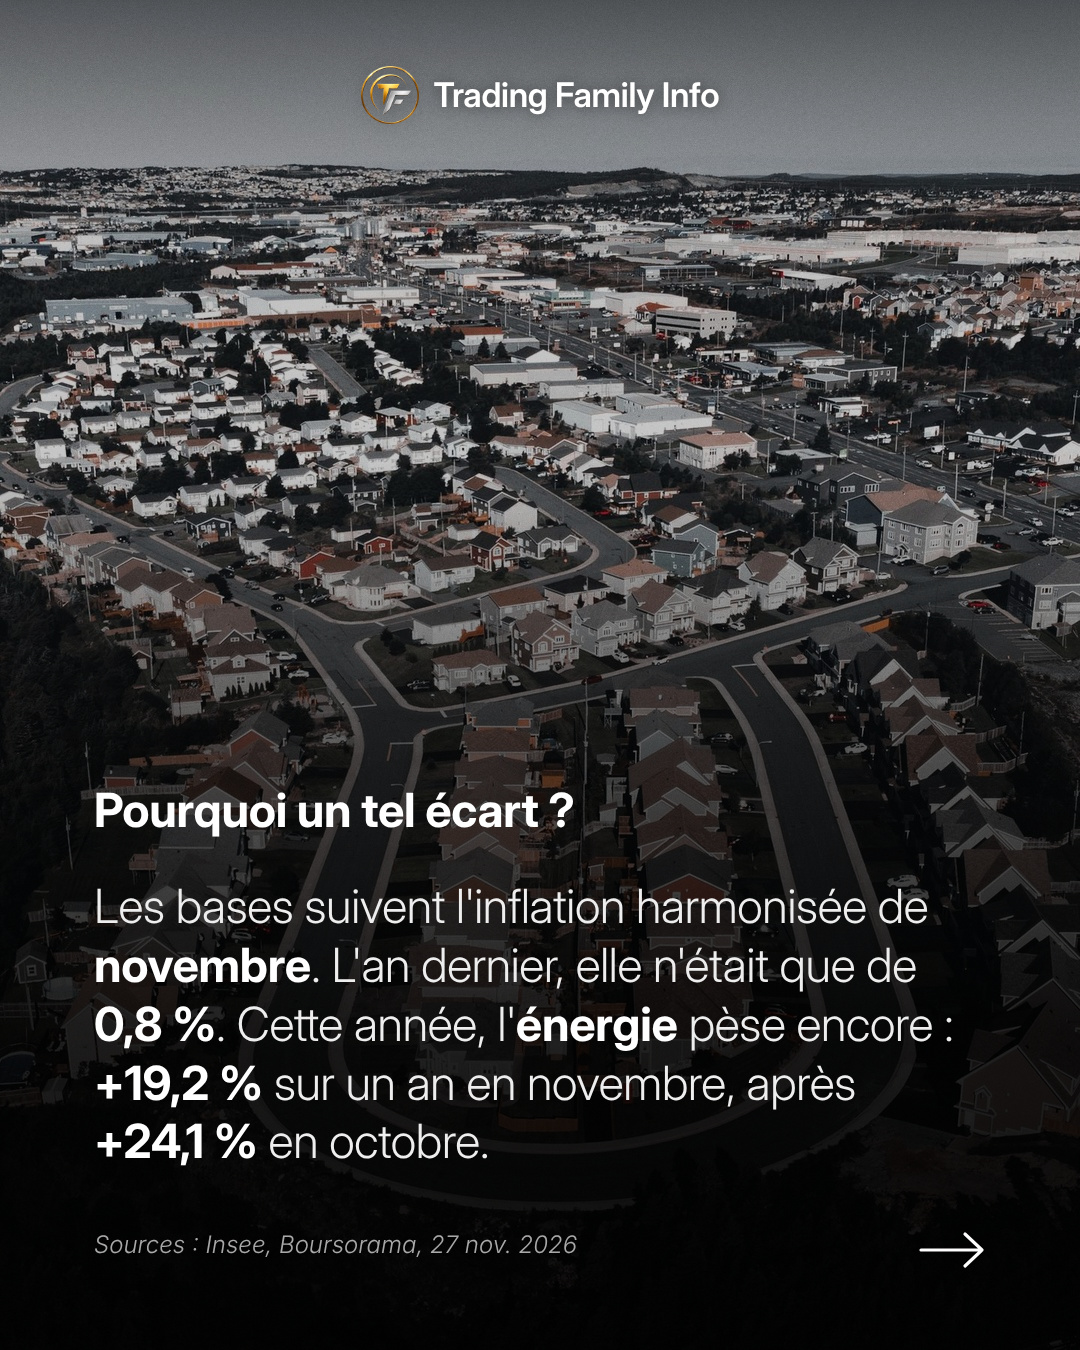 TF Trading Family Info
Pourquoi un tel écart ?
Les bases suivent l'inflation harmonisée de
novembre. L'an dernier, elle n'était que de
0,8 %. Cette année, l'énergie pèse encore :
+19,2 % sur un an en novembre, après
+24,1 % en octobre.
Sources : Insee, Boursorama, 27 nov. 2026